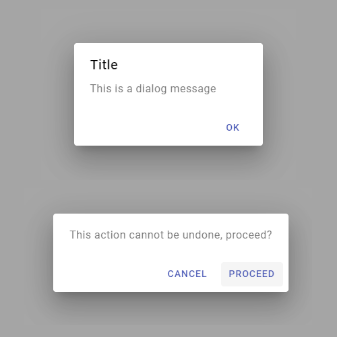 Title
This is a dialog message
OK
This action cannot be undone, proceed?
CANCEL PROCEED